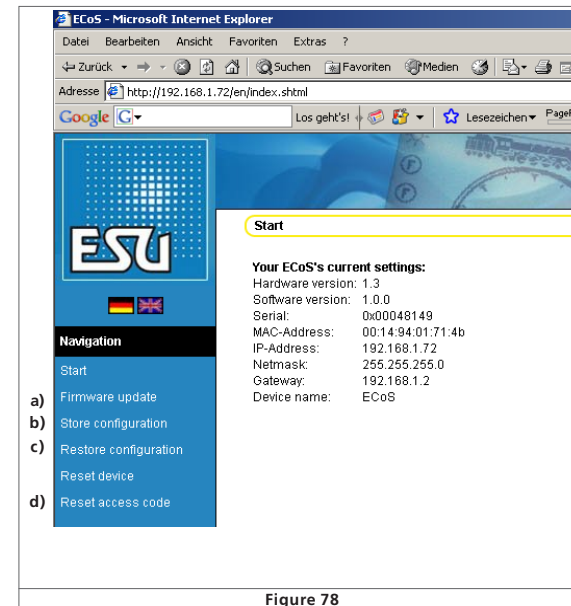 ECoS - Microsoft Internet Explorer
Datei Bearbeiten Ansicht Favoriten Extras ?
Zurück Suchen Favoriten Medien
Adresse http://192.168.1.72/en/index.shtml
Google G Los geht's! Lesezeichen
ESU
Start
Your ECoS's current settings:
Hardware version: 1.3
Software version: 1.0.0
Serial: 0x00048149
MAC-Address: 00:14:94:01:71:4b
IP-Address: 192.168.1.72
Netmask: 255.255.255.0
Gateway: 192.168.1.2
Device name: ECoS
Navigation
Start
a) Firmware update
b) Store configuration
c) Restore configuration
Reset device
d) Reset access code
Figure 78